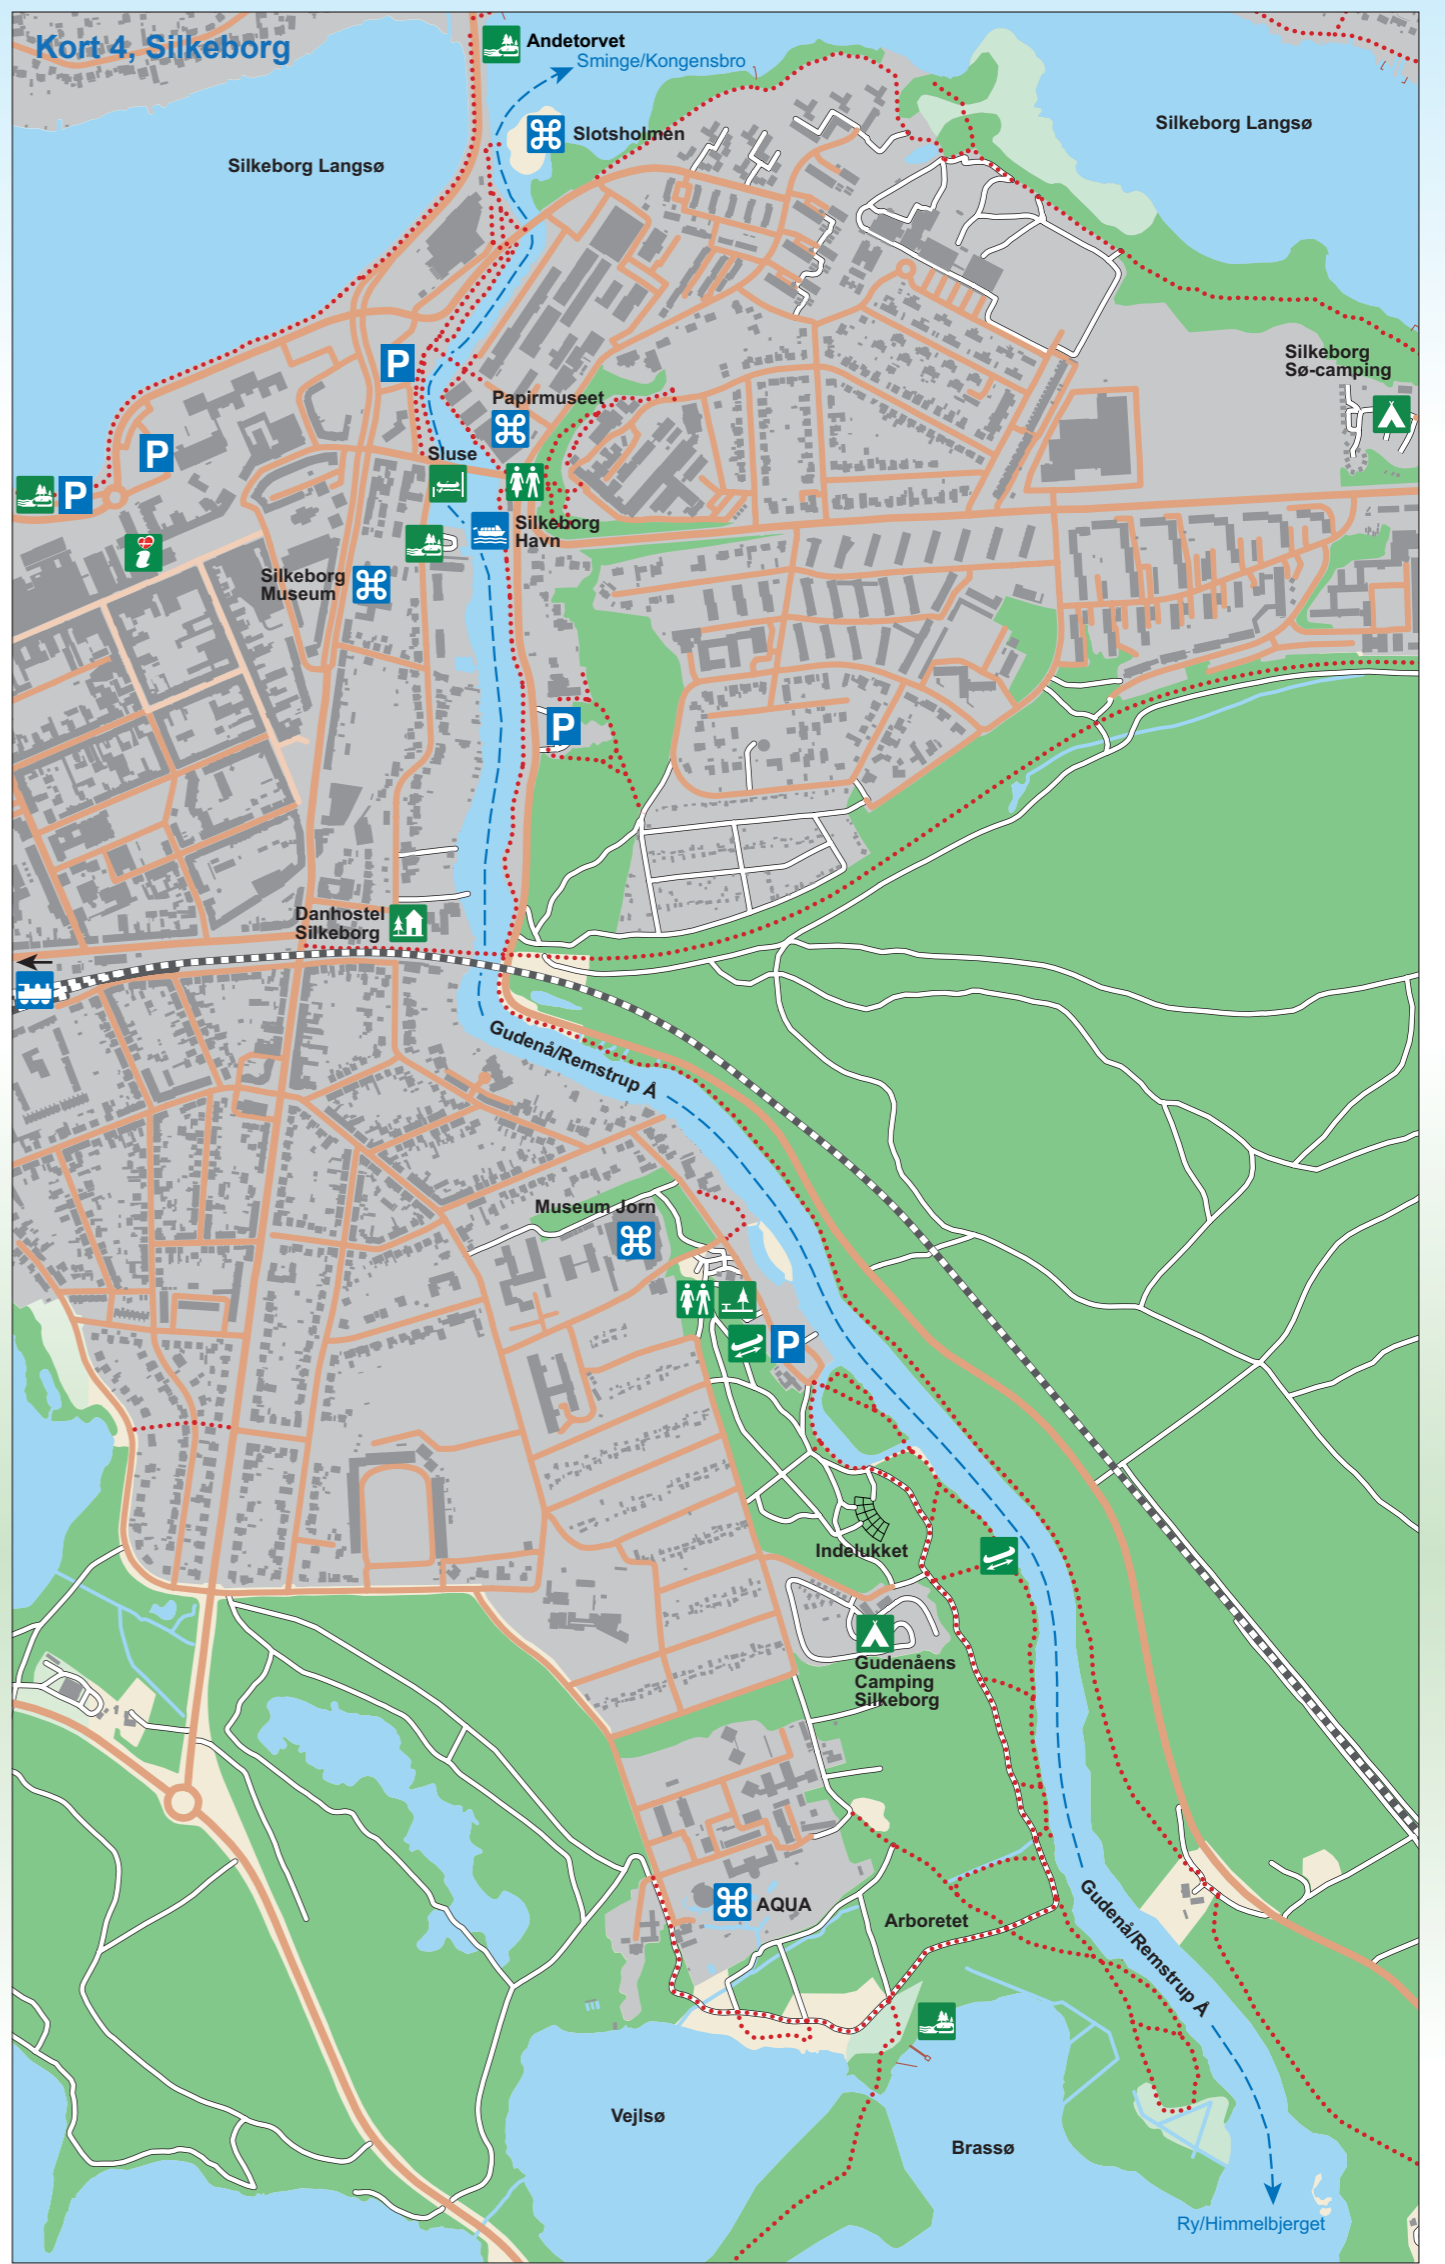 Kort 4, Silkeborg
Andetorvet
Sminge/Kongensbro
Slotsholmen
Silkeborg Langsø
Silkeborg Langsø
Silkeborg
Sø-camping
P
Papirmuseet
P
Sluse
P
Silkeborg
Havn
Silkeborg
Museum
P
Danhostel
Silkeborg
Gudenå/Remstrup Å
Museum Jorn
P
Indelukket
Gudenåens
Camping
Silkeborg
AQUA
Arboretet
Gudenå/Remstrup Å
Vejlsø
Brassø
Ry/Himmelbjerget